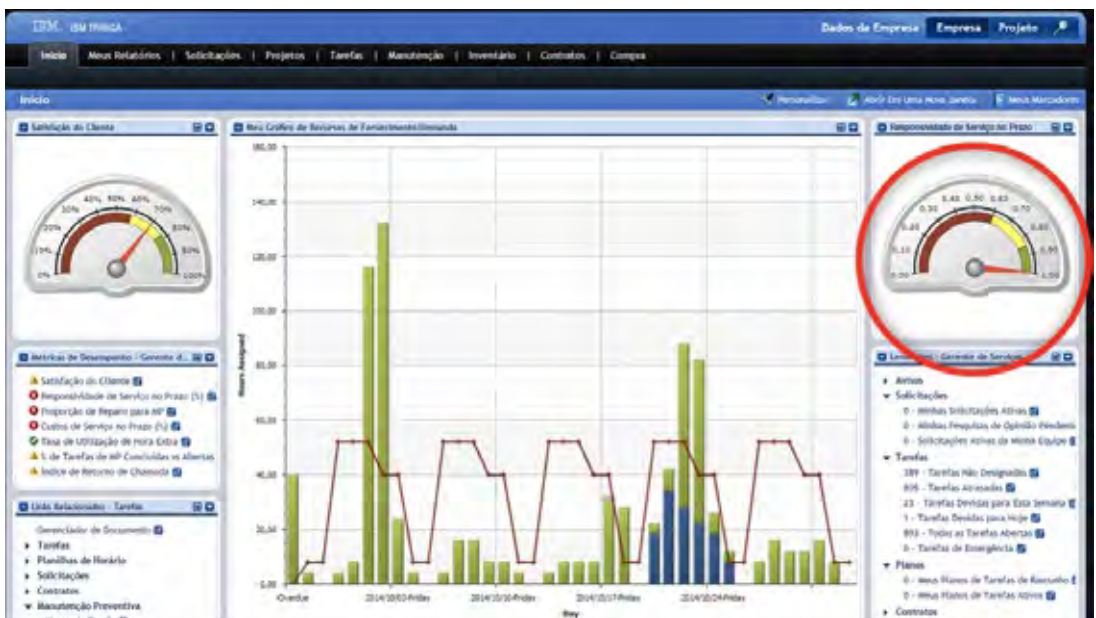 IBM. IBM TRIRIGA
Dados de Empresa Empresa Projeto
Início | Meus Relatórios | Solicitações | Projetos | Tarefas | Manutenção | Inventário | Contratos | Compra
Início
Personalizar Abrir Em Uma Nova Janela Meus Marcadores
Satisfação do Cliente
0% 10% 20% 30% 40% 50% 60% 70% 80% 90% 100%
Meu Gráfico de Recursos de Fornecimento/Demanda
160,00
140,00
120,00
100,00
80,00
60,00
40,00
20,00
0,00
Hours Assigned
Overdue 2014/10/03-Friday 2014/10/10-Friday 2014/10/17-Friday 2014/10/24-Friday
Day
Responsividade de Serviço no Prazo
0.00 0.10 0.20 0.30 0.40 0.50 0.60 0.70 0.80 0.90 1.00
Métricas de Desempenho - Gerente d...
Satisfação do Cliente
Responsividade de Serviço no Prazo (%)
Proporção de Reparo para MP
Custos de Serviço no Prazo (%)
Taxa de Utilização de Hora Extra
% de Tarefas de MP Concluídas vs Abertas
Índice de Retorno de Chamada
Links Relacionados - Tarefas
Gerenciador de Documento
Tarefas
Planilhas de Horário
Solicitações
Manutenção Preventiva
Lembretes - Gerente de Serviços
Avisos
Solicitações
0 - Minhas Solicitações Ativas
0 - Minhas Pesquisas de Opinião Pendente
0 - Solicitações Ativas da Minha Equipe
Tarefas
389 - Tarefas Não Designadas
805 - Tarefas Atrasadas
23 - Tarefas Devidas para Esta Semana
1 - Tarefas Devidas para Hoje
893 - Todas as Tarefas Abertas
0 - Tarefas de Emergência
Planos
0 - Meus Planos de Tarefas de Rascunho
0 - Meus Planos de Tarefas Ativos
Contratos